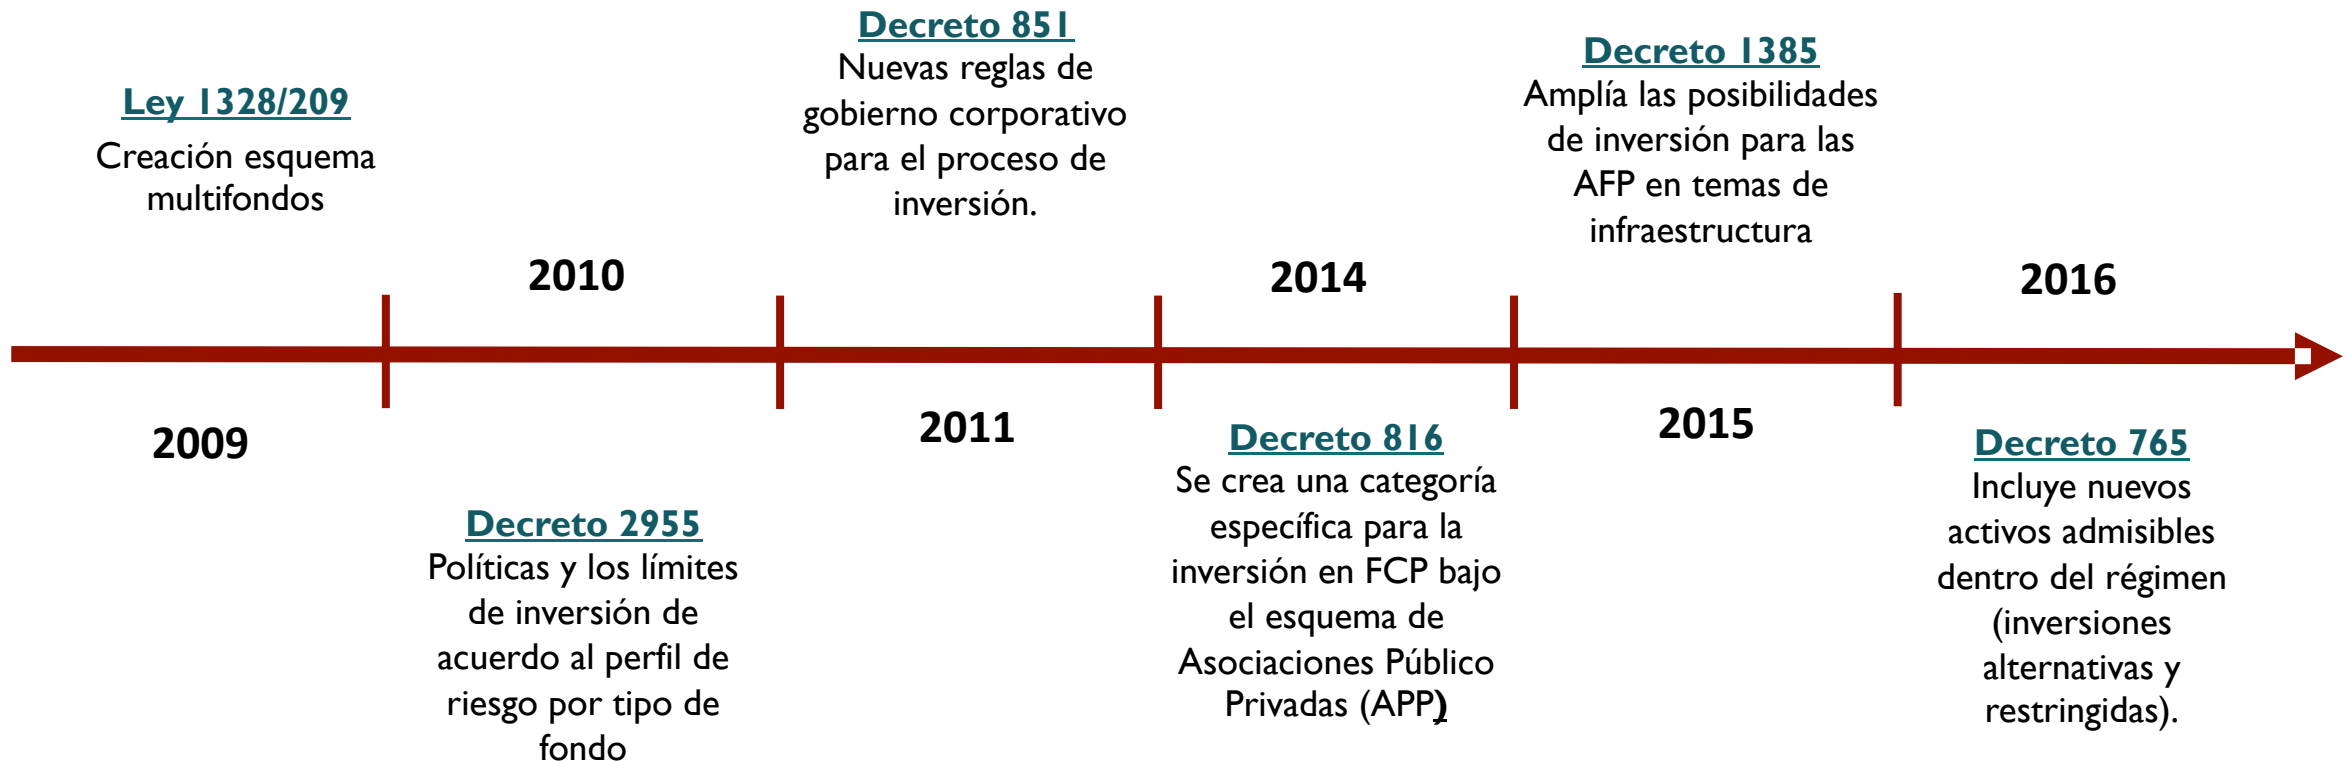 Ley 1328/209
Creación esquema
multifondos
2009
2010
Decreto 2955
Políticas y los límites
de inversión de
acuerdo al perfil de
riesgo por tipo de
fondo
Decreto 851
Nuevas reglas de
gobierno corporativo
para el proceso de
inversión.
2011
2014
Decreto 816
Se crea una categoría
específica para la
inversión en FCP bajo
el esquema de
Asociaciones Público
Privadas (APP)
Decreto 1385
Amplía las posibilidades
de inversión para las
AFP en temas de
infraestructura
2015
2016
Decreto 765
Incluye nuevos
activos admisibles
dentro del régimen
(inversiones
alternativas y
restringidas).